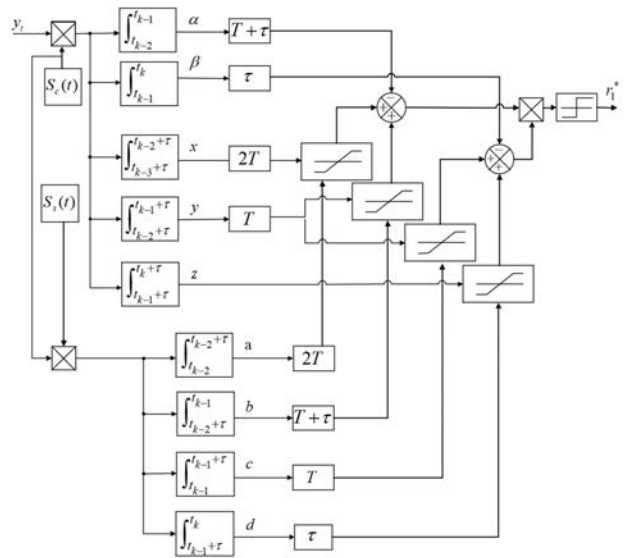 y_t
S_c(t)
S_s(t)
∫_{t_{k-2}}^{t_{k-1}} α T+τ
∫_{t_{k-1}}^{t_k} β τ
∫_{t_{k-3}+τ}^{t_{k-2}+τ} x 2T
∫_{t_{k-2}+τ}^{t_{k-1}+τ} y T
∫_{t_{k-1}+τ}^{t_k+τ} z
∫_{t_{k-2}}^{t_{k-2}+τ} a 2T
∫_{t_{k-2}+τ}^{t_{k-1}} b T+τ
∫_{t_{k-1}}^{t_{k-1}+τ} c T
∫_{t_{k-1}+τ}^{t_k} d τ
− + +
− + +
r_1^*